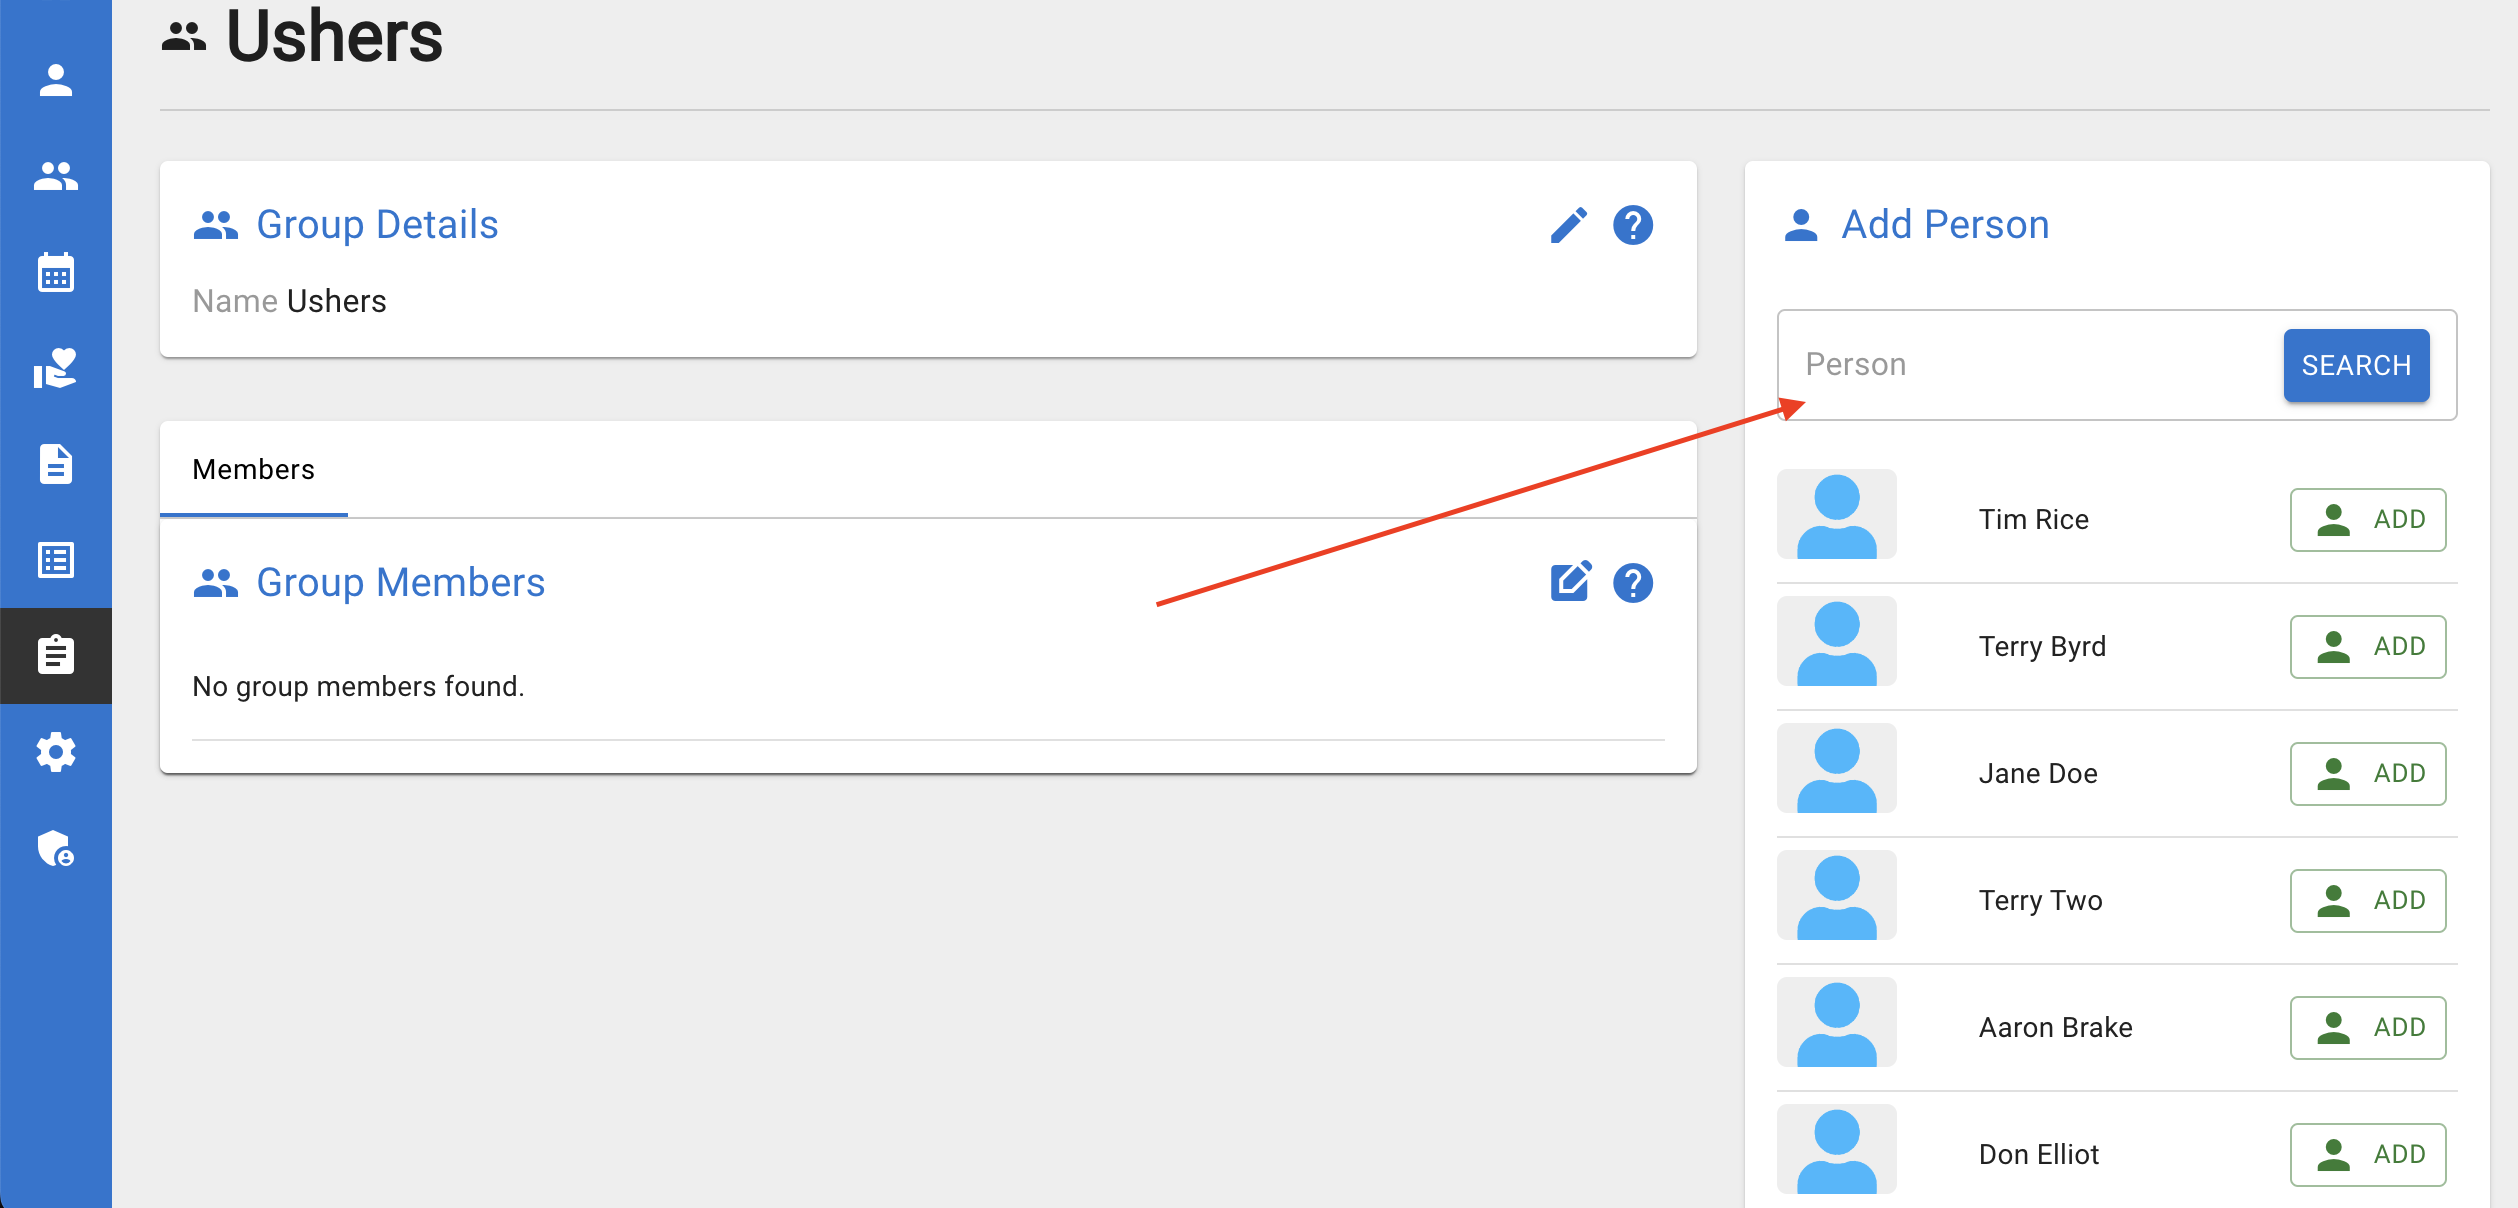 Ushers
Group Details
Name Ushers
Members
Group Members
No group members found.
Add Person
Person
SEARCH
Tim Rice
ADD
Terry Byrd
ADD
Jane Doe
ADD
Terry Two
ADD
Aaron Brake
ADD
Don Elliot
ADD